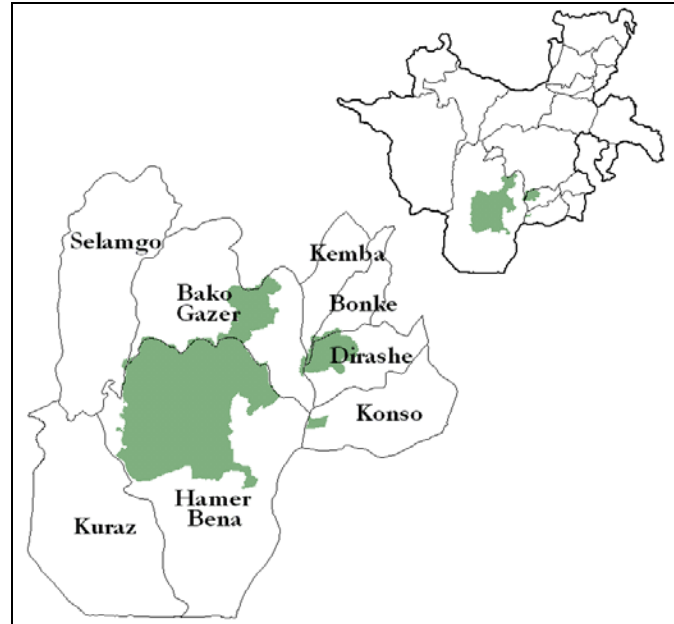 Selamgo
Kemba
Bako
Gazer
Bonke
Dirashe
Konso
Hamer
Bena
Kuraz